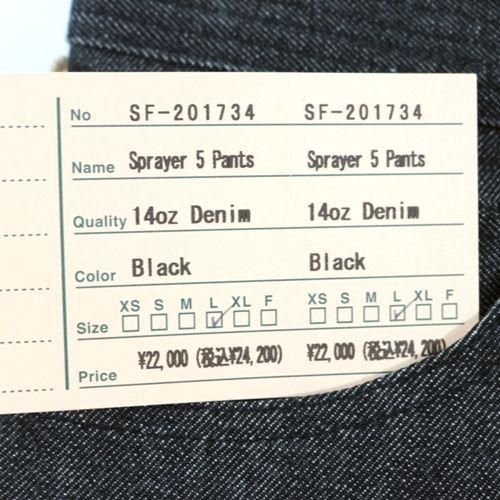 No SF-201734 SF-201734
Name Sprayer 5 Pants Sprayer 5 Pants
Quality 14oz Denim 14oz Denim
Color Black Black
XS S M L XL F XS S M L XL F
Size
Price ¥22,000 (税込¥24,200) ¥22,000 (税込¥24,200)